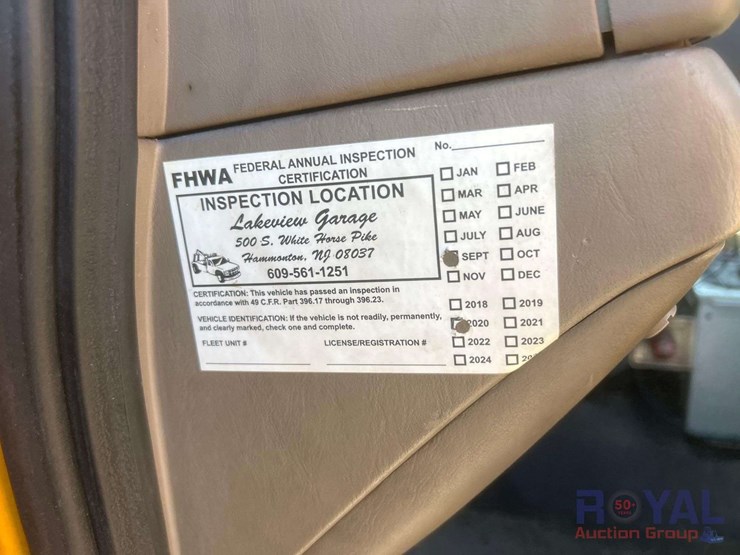 No.
FHWA FEDERAL ANNUAL INSPECTION
CERTIFICATION
INSPECTION LOCATION
Lakeview Garage
500 S. White Horse Pike
Hammonton, NJ 08037
609-561-1251
CERTIFICATION: This vehicle has passed an inspection in
accordance with 49 C.F.R. Part 396.17 through 396.23.
VEHICLE IDENTIFICATION: If the vehicle is not readily, permanently,
and clearly marked, check one and complete.
FLEET UNIT # LICENSE/REGISTRATION #
JAN FEB
MAR APR
MAY JUNE
JULY AUG
SEPT OCT
NOV DEC
2018 2019
2020 2021
2022 2023
2024
50+
ROYAL
Auction Group